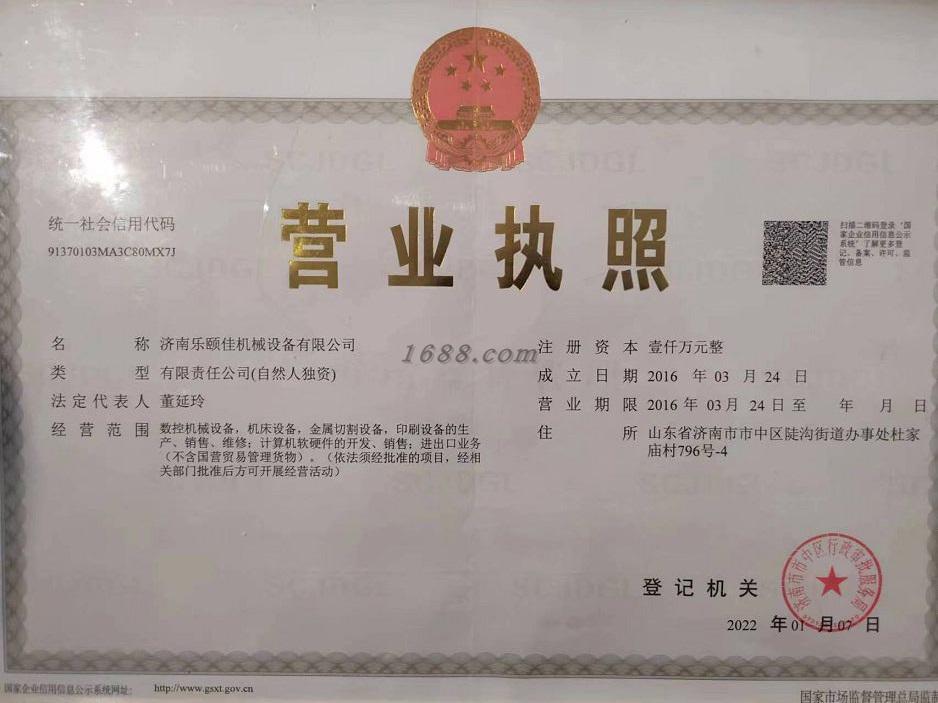 统一社会信用代码
91370103MA3C80MX7J
营业执照
扫描二维码登录“国
家企业信用信息公示
系统”了解更多登
记、备案、许可、监
管信息
名称 济南乐颐佳机械设备有限公司
类型 有限责任公司(自然人独资)
法定代表人 董延玲
经营范围 数控机械设备，机床设备，金属切割设备，印刷设备的生
产、销售、维修；计算机软硬件的开发、销售；进出口业务
（不含国营贸易管理货物）。（依法须经批准的项目，经相
关部门批准后方可开展经营活动）
1688.com
注册资本 壹仟万元整
成立日期 2016 年 03 月 24 日
营业期限 2016 年 03 月 24 日至 年 月 日
住所 山东省济南市市中区陡沟街道办事处杜家
庙村796号-4
登记机关
济南市市中区行政审批服务局
2022 年 01 月 07 日
国家企业信用信息公示系统网址: http://www.gsxt.gov.cn
国家市场监督管理总局监制